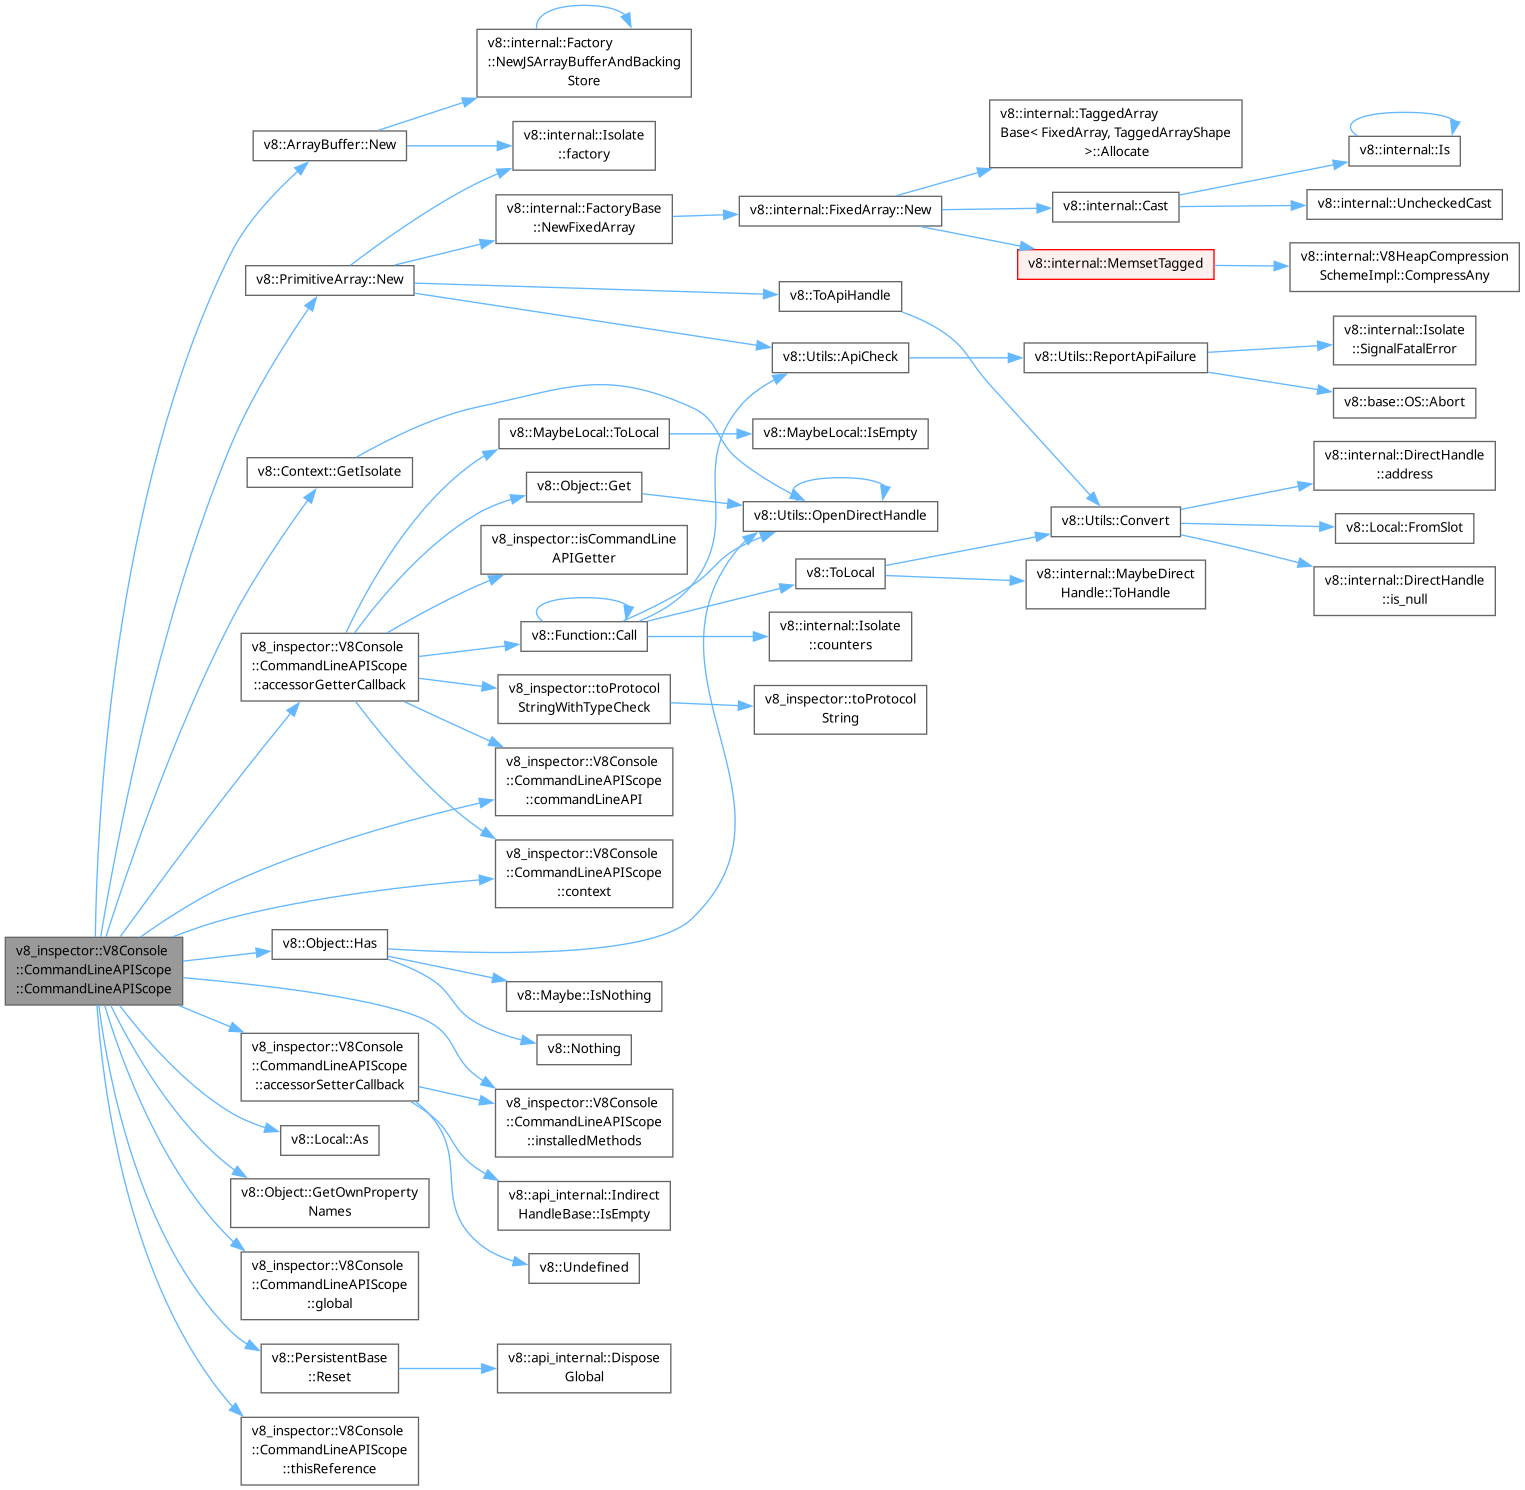 v8::internal::Factory
::NewJSArrayBufferAndBacking
Store
v8::ArrayBuffer::New
v8::internal::Isolate
::factory
v8::internal::TaggedArray
Base< FixedArray, TaggedArrayShape
>::Allocate
v8::internal::Is
v8::internal::FactoryBase
::NewFixedArray
v8::internal::FixedArray::New
v8::internal::Cast
v8::internal::UncheckedCast
v8::PrimitiveArray::New
v8::internal::MemsetTagged
v8::internal::V8HeapCompression
SchemeImpl::CompressAny
v8::ToApiHandle
v8::Utils::ApiCheck
v8::Utils::ReportApiFailure
v8::internal::Isolate
::SignalFatalError
v8::base::OS::Abort
v8::MaybeLocal::ToLocal
v8::MaybeLocal::IsEmpty
v8::Context::GetIsolate
v8::Object::Get
v8::Utils::OpenDirectHandle
v8::internal::DirectHandle
::address
v8::Utils::Convert
v8::Local::FromSlot
v8_inspector::isCommandLine
APIGetter
v8::ToLocal
v8::internal::MaybeDirect
Handle::ToHandle
v8::internal::DirectHandle
::is_null
v8_inspector::V8Console
::CommandLineAPIScope
::accessorGetterCallback
v8::Function::Call
v8::internal::Isolate
::counters
v8_inspector::toProtocol
StringWithTypeCheck
v8_inspector::toProtocol
String
v8_inspector::V8Console
::CommandLineAPIScope
::commandLineAPI
v8_inspector::V8Console
::CommandLineAPIScope
::context
v8_inspector::V8Console
::CommandLineAPIScope
::CommandLineAPIScope
v8::Object::Has
v8::Maybe::IsNothing
v8::Nothing
v8_inspector::V8Console
::CommandLineAPIScope
::accessorSetterCallback
v8_inspector::V8Console
::CommandLineAPIScope
::installedMethods
v8::Local::As
v8::Object::GetOwnProperty
Names
v8::api_internal::Indirect
HandleBase::IsEmpty
v8::Undefined
v8_inspector::V8Console
::CommandLineAPIScope
::global
v8::PersistentBase
::Reset
v8::api_internal::Dispose
Global
v8_inspector::V8Console
::CommandLineAPIScope
::thisReference